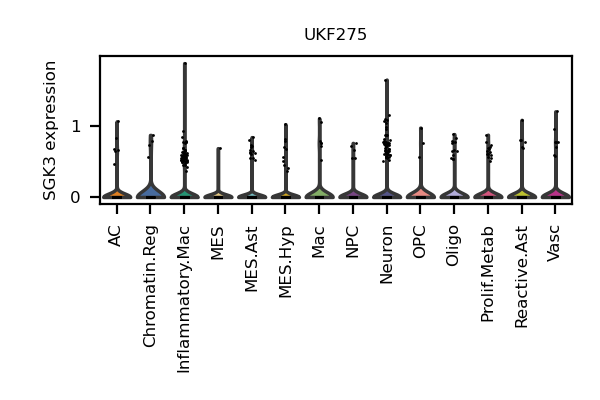 UKF275
SGK3 expression
1
0
AC
Chromatin.Reg
Inflammatory.Mac
MES
MES.Ast
MES.Hyp
Mac
NPC
Neuron
OPC
Oligo
Prolif.Metab
Reactive.Ast
Vasc